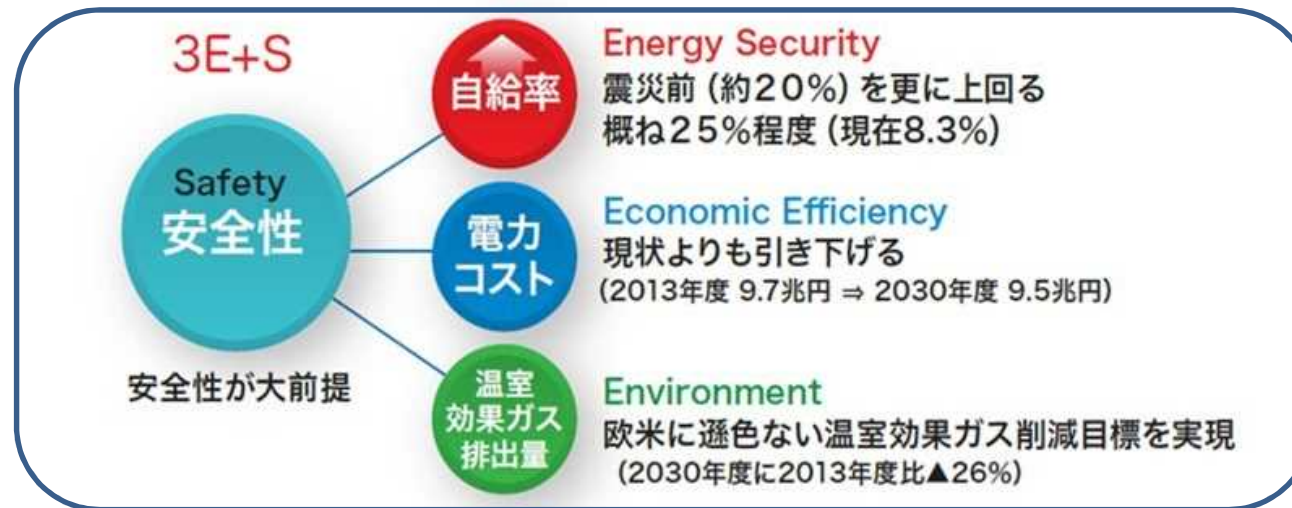 3E+S
Safety
安全性
安全性が大前提
自給率
Energy Security
震災前（約２０％）を更に上回る
概ね２５％程度（現在8.3％）
電力
コスト
Economic Efficiency
現状よりも引き下げる
（2013年度 9.7兆円 ⇒ 2030年度 9.5兆円）
温室
効果ガス
排出量
Environment
欧米に遜色ない温室効果ガス削減目標を実現
（2030年度に2013年度比▲26％）